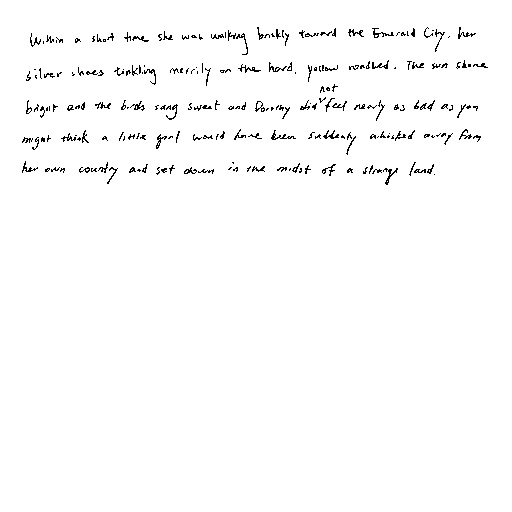 Within a short time she was walking briskly toward the Emerald City, her
silver shoes tinkling merrily on the hard, yellow roadbed. The sun shone
bright and the birds sang sweet and Dorothy did not feel nearly as bad as you
might think a little girl would have been suddenly whisked away from
her own country and set down in the midst of a strange land.